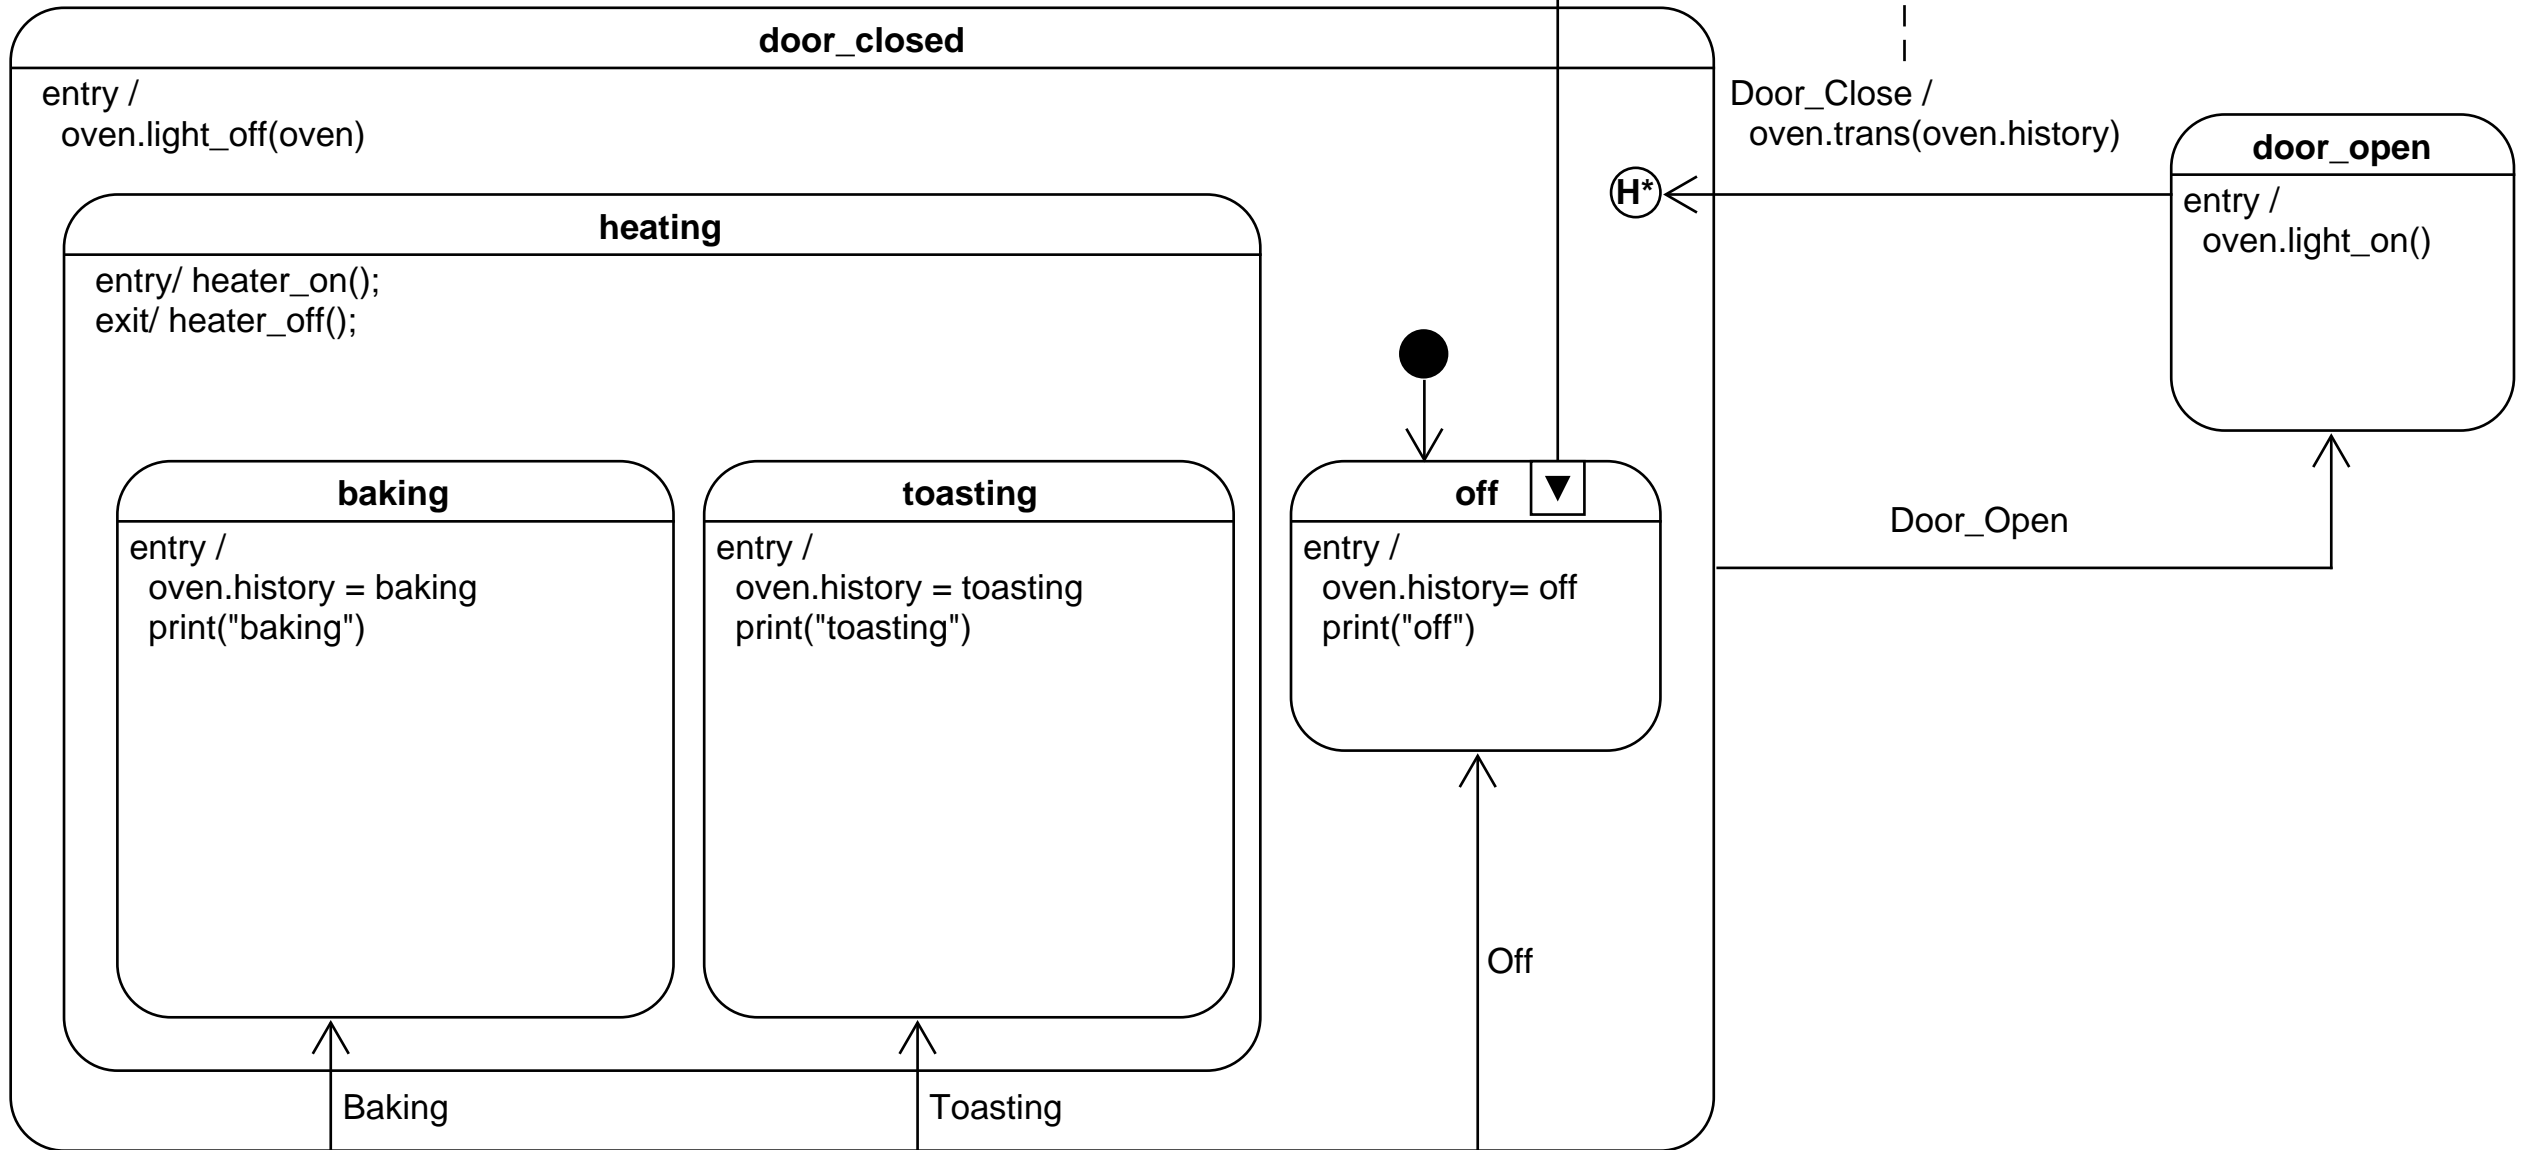 door_closed
entry /
oven.light_off(oven)
Door_Close /
oven.trans(oven.history)
door_open
entry /
oven.light_on()
H*
heating
entry/ heater_on();
exit/ heater_off();
baking
entry /
oven.history = baking
print("baking")
toasting
entry /
oven.history = toasting
print("toasting")
off
entry /
oven.history= off
print("off")
Door_Open
Off
Baking
Toasting